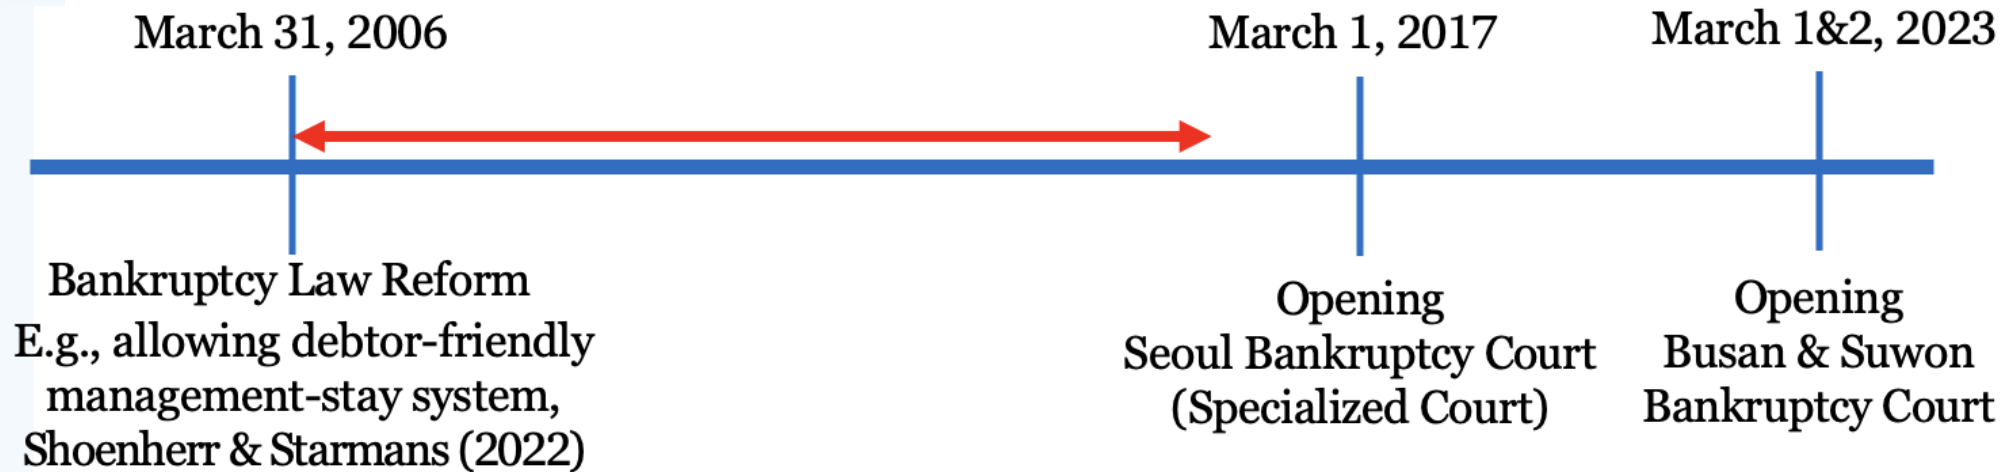 March 31, 2006
March 1, 2017
March 1&2, 2023
Bankruptcy Law Reform
E.g., allowing debtor-friendly
management-stay system,
Shoenherr & Starmans (2022)
Opening
Seoul Bankruptcy Court
(Specialized Court)
Opening
Busan & Suwon
Bankruptcy Court